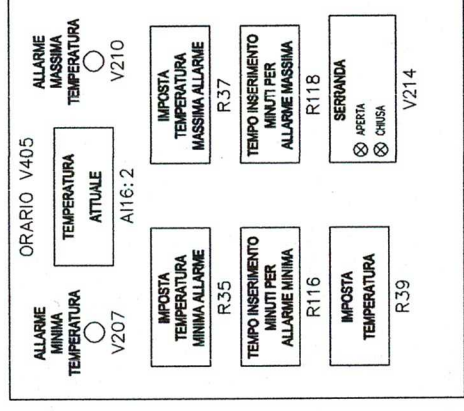 ORARIO V405
ALLARME
MINIMA
TEMPERATURA
V207
TEMPERATURA
ATTUALE
AI16:2
ALLARME
MASSIMA
TEMPERATURA
V210
IMPOSTA
TEMPERATURA
MINIMA ALLARME
R35
IMPOSTA
TEMPERATURA
MASSIMA ALLARME
R37
TEMPO INSERIMENTO
MINUTI PER
ALLARME MINIMA
R116
TEMPO INSERIMENTO
MINUTI PER
ALLARME MASSIMA
R118
IMPOSTA
TEMPERATURA
R39
SERRANDA
APERTA
CHIUSA
V214